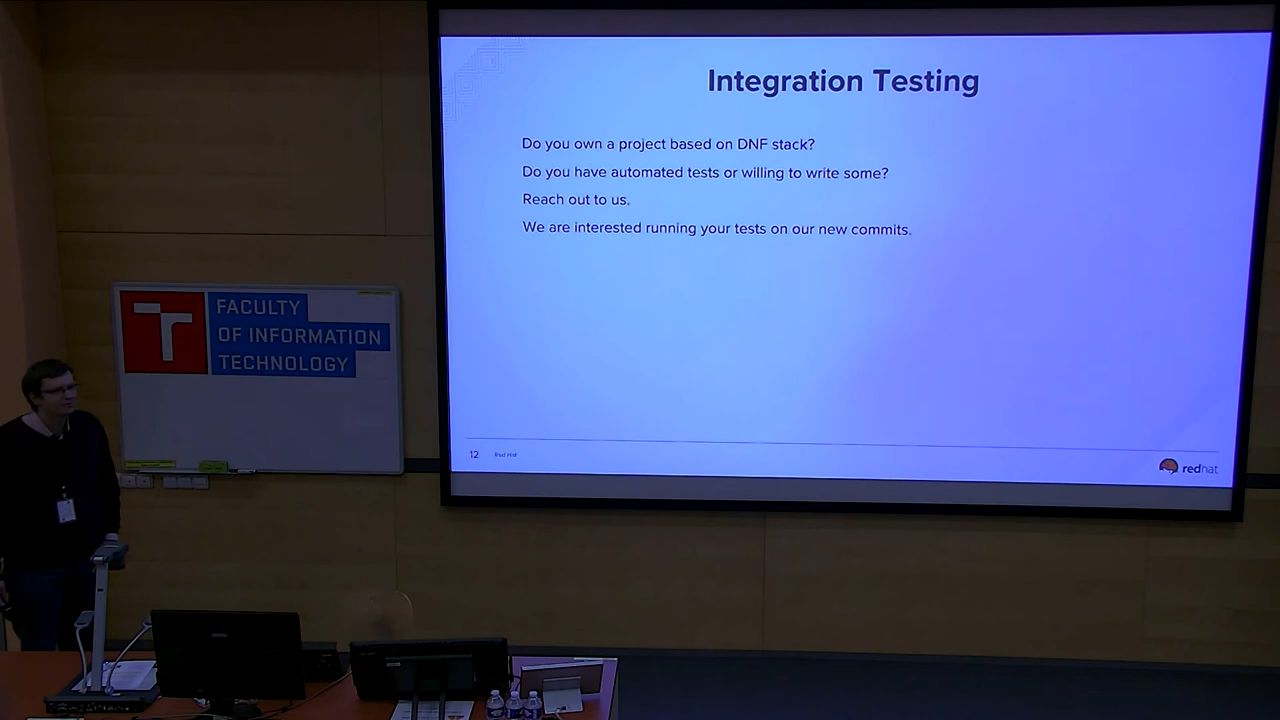 Integration Testing
Do you own a project based on DNF stack?
Do you have automated tests or willing to write some?
Reach out to us.
We are interested running your tests on our new commits.
12 Red Hat
redhat
FACULTY
OF INFORMATION
TECHNOLOGY